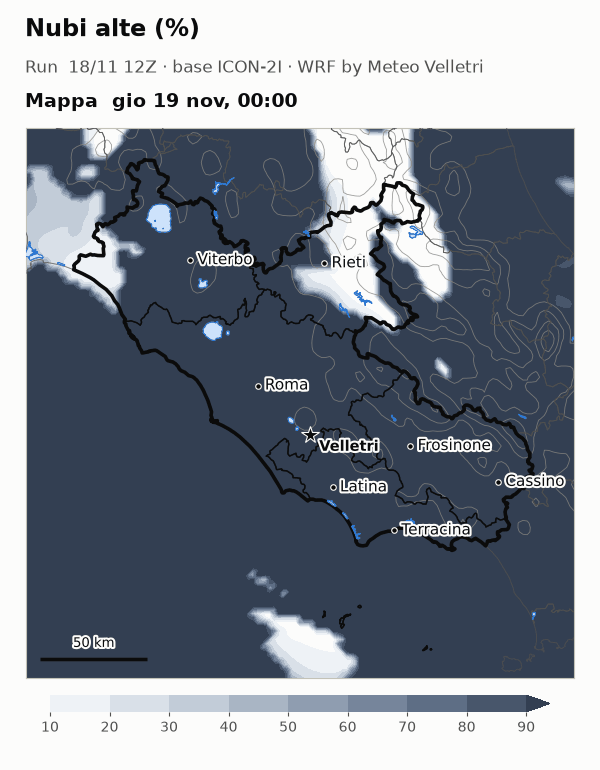 Nubi alte (%)
Run 18/11 12Z · base ICON-2I · WRF by Meteo Velletri
Mappa gio 19 nov, 00:00
Viterbo
Rieti
Roma
Velletri
Frosinone
Cassino
Latina
Terracina
50 km
10 20 30 40 50 60 70 80 90